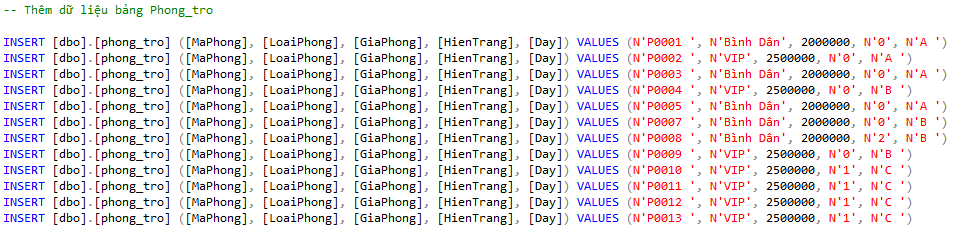 -- Thêm dữ liệu bảng Phong_tro
INSERT [dbo].[phong_tro] ([MaPhong], [LoaiPhong], [GiaPhong], [HienTrang], [Day]) VALUES (N'P0001 ', N'Bình Dân', 2000000, N'0', N'A ')
INSERT [dbo].[phong_tro] ([MaPhong], [LoaiPhong], [GiaPhong], [HienTrang], [Day]) VALUES (N'P0002 ', N'VIP', 2500000, N'0', N'A ')
INSERT [dbo].[phong_tro] ([MaPhong], [LoaiPhong], [GiaPhong], [HienTrang], [Day]) VALUES (N'P0003 ', N'Bình Dân', 2000000, N'0', N'A ')
INSERT [dbo].[phong_tro] ([MaPhong], [LoaiPhong], [GiaPhong], [HienTrang], [Day]) VALUES (N'P0004 ', N'VIP', 2500000, N'0', N'B ')
INSERT [dbo].[phong_tro] ([MaPhong], [LoaiPhong], [GiaPhong], [HienTrang], [Day]) VALUES (N'P0005 ', N'Bình Dân', 2000000, N'0', N'A ')
INSERT [dbo].[phong_tro] ([MaPhong], [LoaiPhong], [GiaPhong], [HienTrang], [Day]) VALUES (N'P0007 ', N'Bình Dân', 2000000, N'0', N'B ')
INSERT [dbo].[phong_tro] ([MaPhong], [LoaiPhong], [GiaPhong], [HienTrang], [Day]) VALUES (N'P0008 ', N'Bình Dân', 2000000, N'2', N'B ')
INSERT [dbo].[phong_tro] ([MaPhong], [LoaiPhong], [GiaPhong], [HienTrang], [Day]) VALUES (N'P0009 ', N'VIP', 2500000, N'0', N'B ')
INSERT [dbo].[phong_tro] ([MaPhong], [LoaiPhong], [GiaPhong], [HienTrang], [Day]) VALUES (N'P0010 ', N'VIP', 2500000, N'1', N'C ')
INSERT [dbo].[phong_tro] ([MaPhong], [LoaiPhong], [GiaPhong], [HienTrang], [Day]) VALUES (N'P0011 ', N'VIP', 2500000, N'1', N'C ')
INSERT [dbo].[phong_tro] ([MaPhong], [LoaiPhong], [GiaPhong], [HienTrang], [Day]) VALUES (N'P0012 ', N'VIP', 2500000, N'1', N'C ')
INSERT [dbo].[phong_tro] ([MaPhong], [LoaiPhong], [GiaPhong], [HienTrang], [Day]) VALUES (N'P0013 ', N'VIP', 2500000, N'1', N'C ')